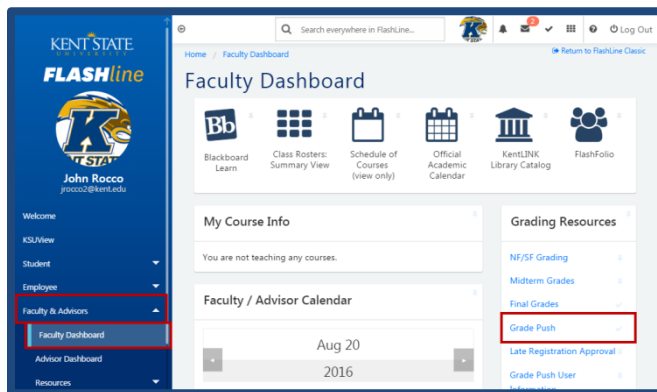 KENT STATE
UNIVERSITY
FLASHline
K
ENT STATE
John Rocco
jrocco2@kent.edu
Welcome
KSUView
Student
Employee
Faculty & Advisors
Faculty Dashboard
Advisor Dashboard
Resources
Search everywhere in FlashLine...
2
Log Out
Home / Faculty Dashboard
Return to FlashLine Classic
Faculty Dashboard
Bb
Blackboard
Learn
Class Rosters:
Summary View
Schedule of
Courses
(view only)
Official
Academic
Calendar
KentLINK
Library Catalog
FlashFolio
My Course Info
You are not teaching any courses.
Faculty / Advisor Calendar
Aug 20
2016
Grading Resources
NF/SF Grading
Midterm Grades
Final Grades
Grade Push
Late Registration Approval
Grade Push User
Information